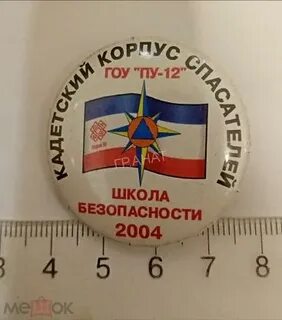 КАДЕТСКИЙ КОРПУС СПАСАТЕЛЕЙ
ГОУ "ПУ-12"
ГРАНАТ
ШКОЛА
БЕЗОПАСНОСТИ
2004
3 4 5 6 7 8
мешок